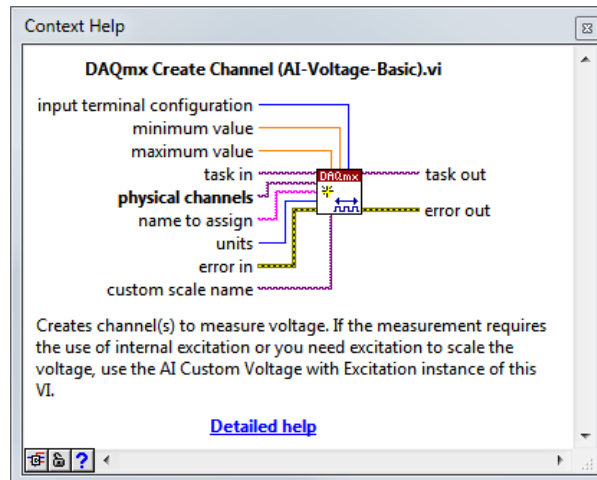 Context Help
DAQmx Create Channel (AI-Voltage-Basic).vi
input terminal configuration
minimum value
maximum value
task in
DAQmx
task out
physical channels
name to assign
error out
units
error in
custom scale name
Creates channel(s) to measure voltage. If the measurement requires
the use of internal excitation or you need excitation to scale the
voltage, use the AI Custom Voltage with Excitation instance of this
VI.
Detailed help
?